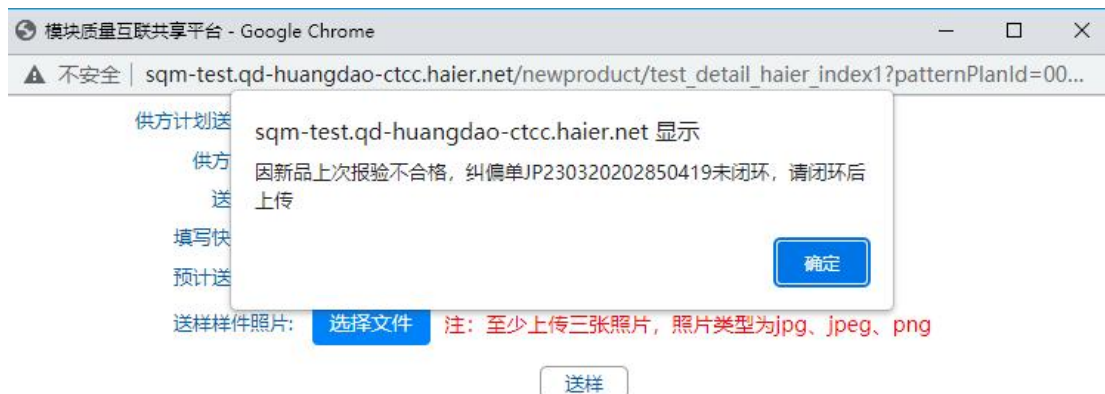 模块质量互联共享平台 - Google Chrome
不安全 | sqm-test.qd-huangdao-ctcc.haier.net/newproduct/test_detail_haier_index1?patternPlanId=00...
供方计划送
sqm-test.qd-huangdao-ctcc.haier.net 显示
供方
因新品上次报验不合格，纠偏单JP230320202850419未闭环，请闭环后
送
上传
填写快
预计送
确定
送样样件照片: 选择文件 注：至少上传三张照片，照片类型为jpg、jpeg、png
送样